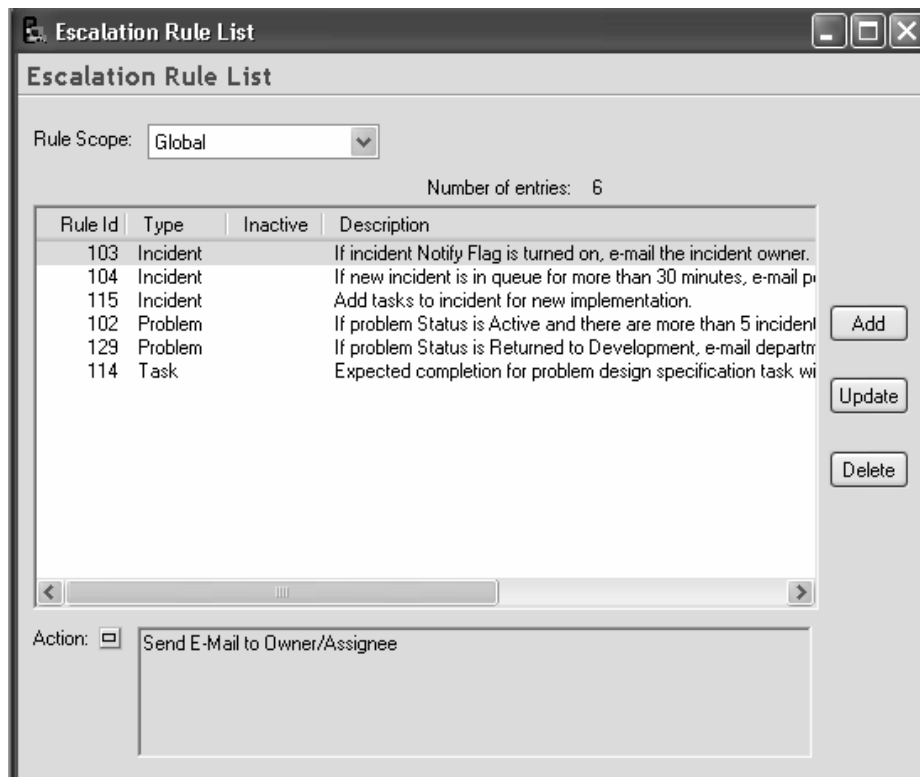 Escalation Rule List
Escalation Rule List
Rule Scope: Global
Number of entries: 6
Rule Id Type Inactive Description
103 Incident If incident Notify Flag is turned on, e-mail the incident owner.
104 Incident If new incident is in queue for more than 30 minutes, e-mail
115 Incident Add tasks to incident for new implementation.
102 Problem If problem Status is Active and there are more than 5 incident
129 Problem If problem Status is Returned to Development, e-mail departm
114 Task Expected completion for problem design specification task wi
Add
Update
Delete
Action: Send E-Mail to Owner/Assignee